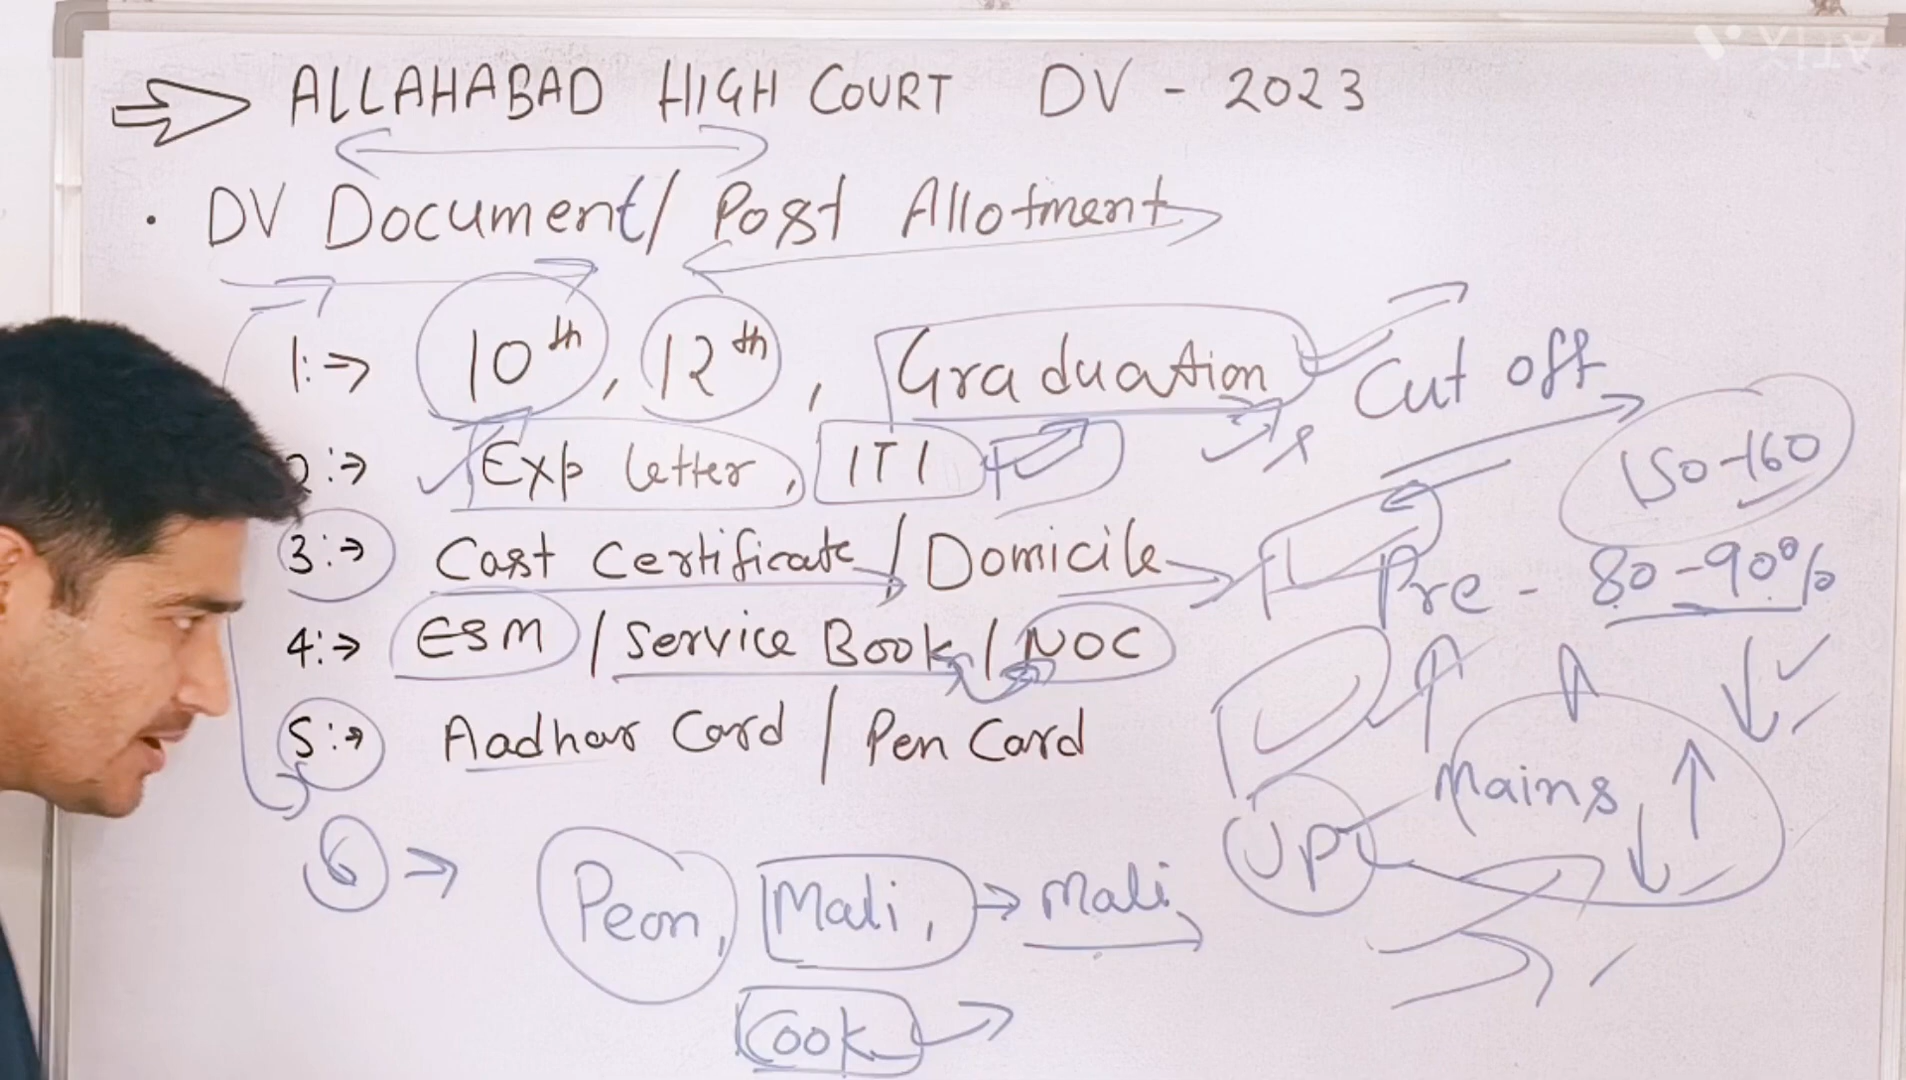 ALLAHABAD HIGH COURT DV - 2023
• DV Document/ Post Allotment
1:→ 10th, 12th, Graduation
Cut off
2:→ Exp letter, ITI
150-160
3:→ Cast Certificate / Domicile
Pre - 80-90%
4:→ ESM / Service Book / NOC
5:→ Aadhar Card / Pen Card
Mains
UP
6 → Peon, Mali, → Mali,
Cook